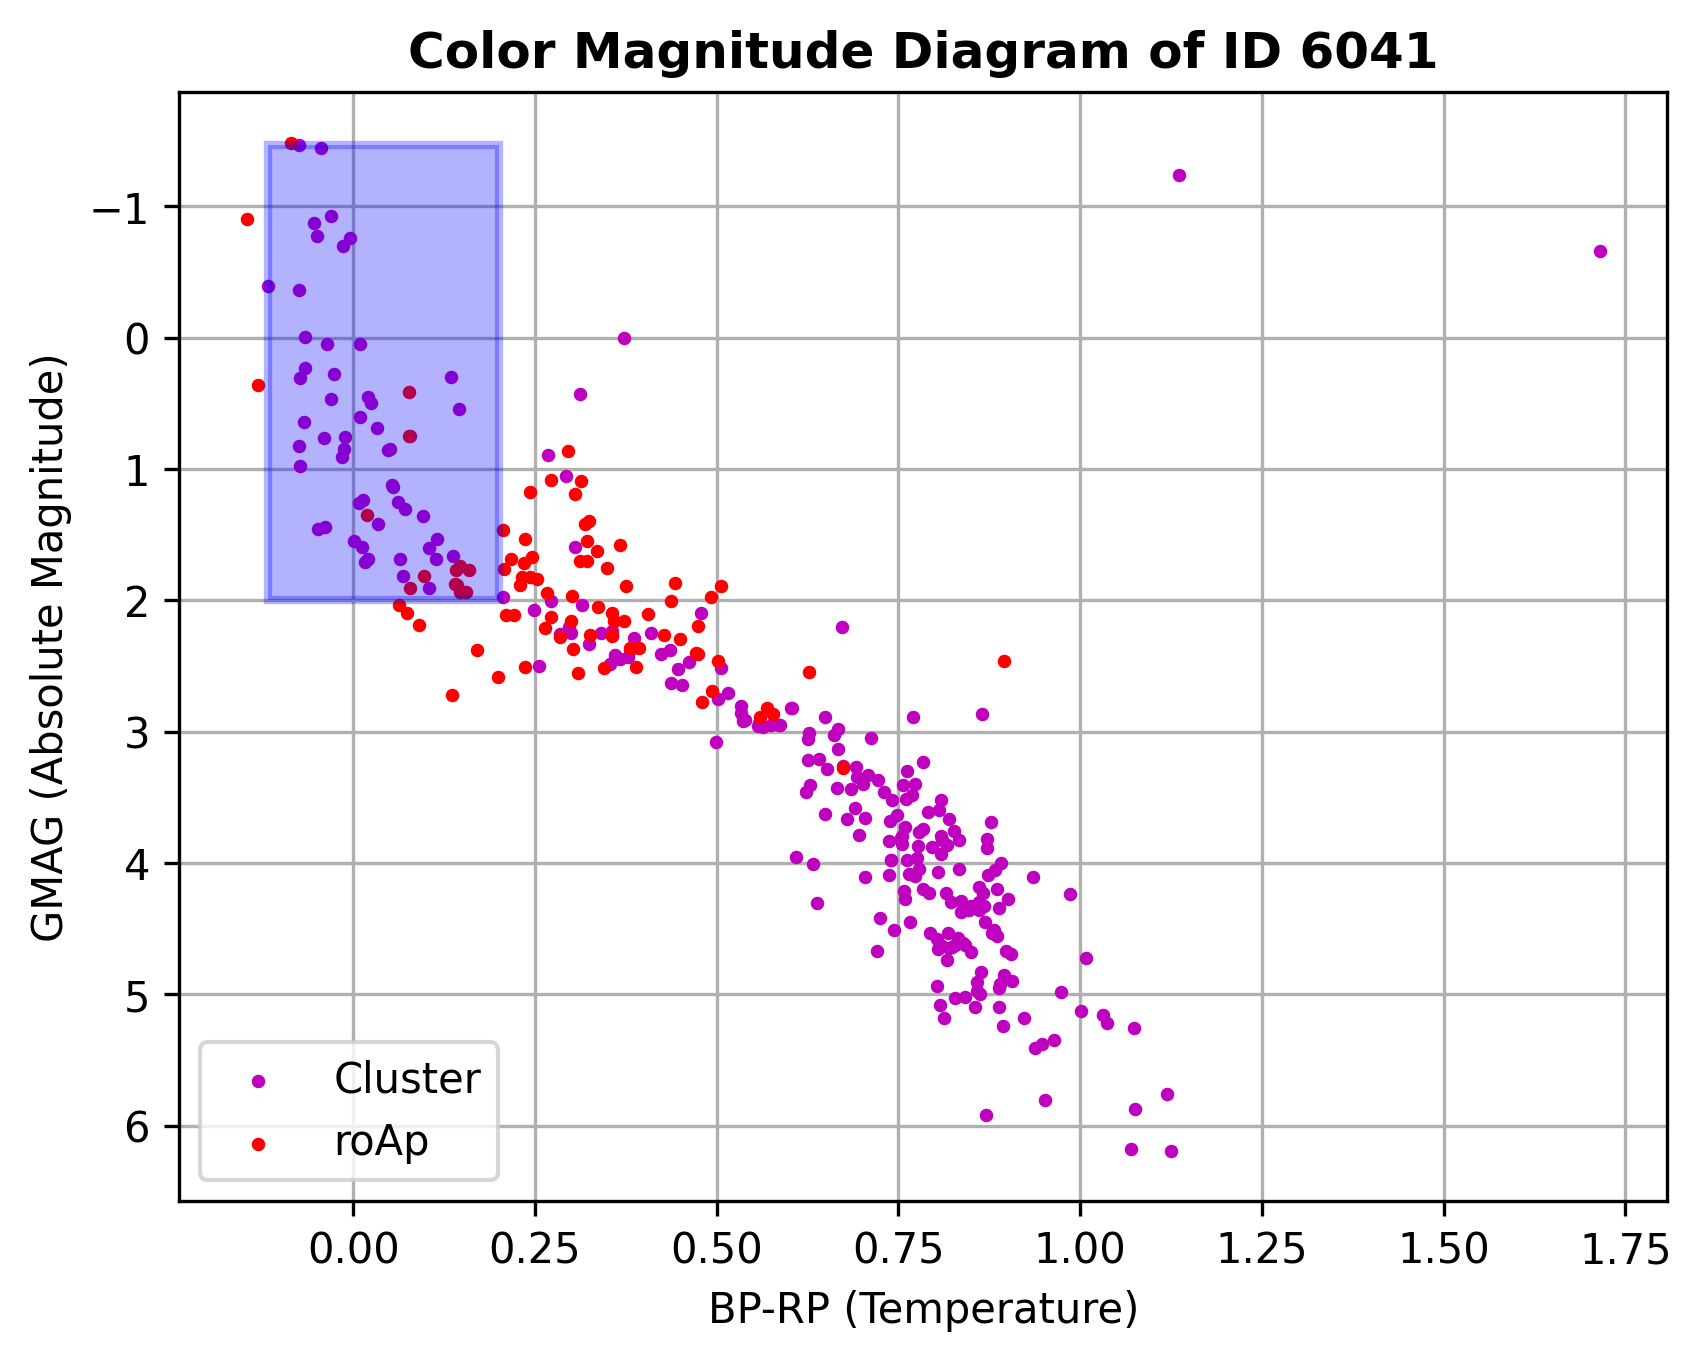 Color Magnitude Diagram of ID 6041
GMAG (Absolute Magnitude)
−1
0
1
2
3
4
5
6
Cluster
roAp
0.00 0.25 0.50 0.75 1.00 1.25 1.50 1.75
BP-RP (Temperature)